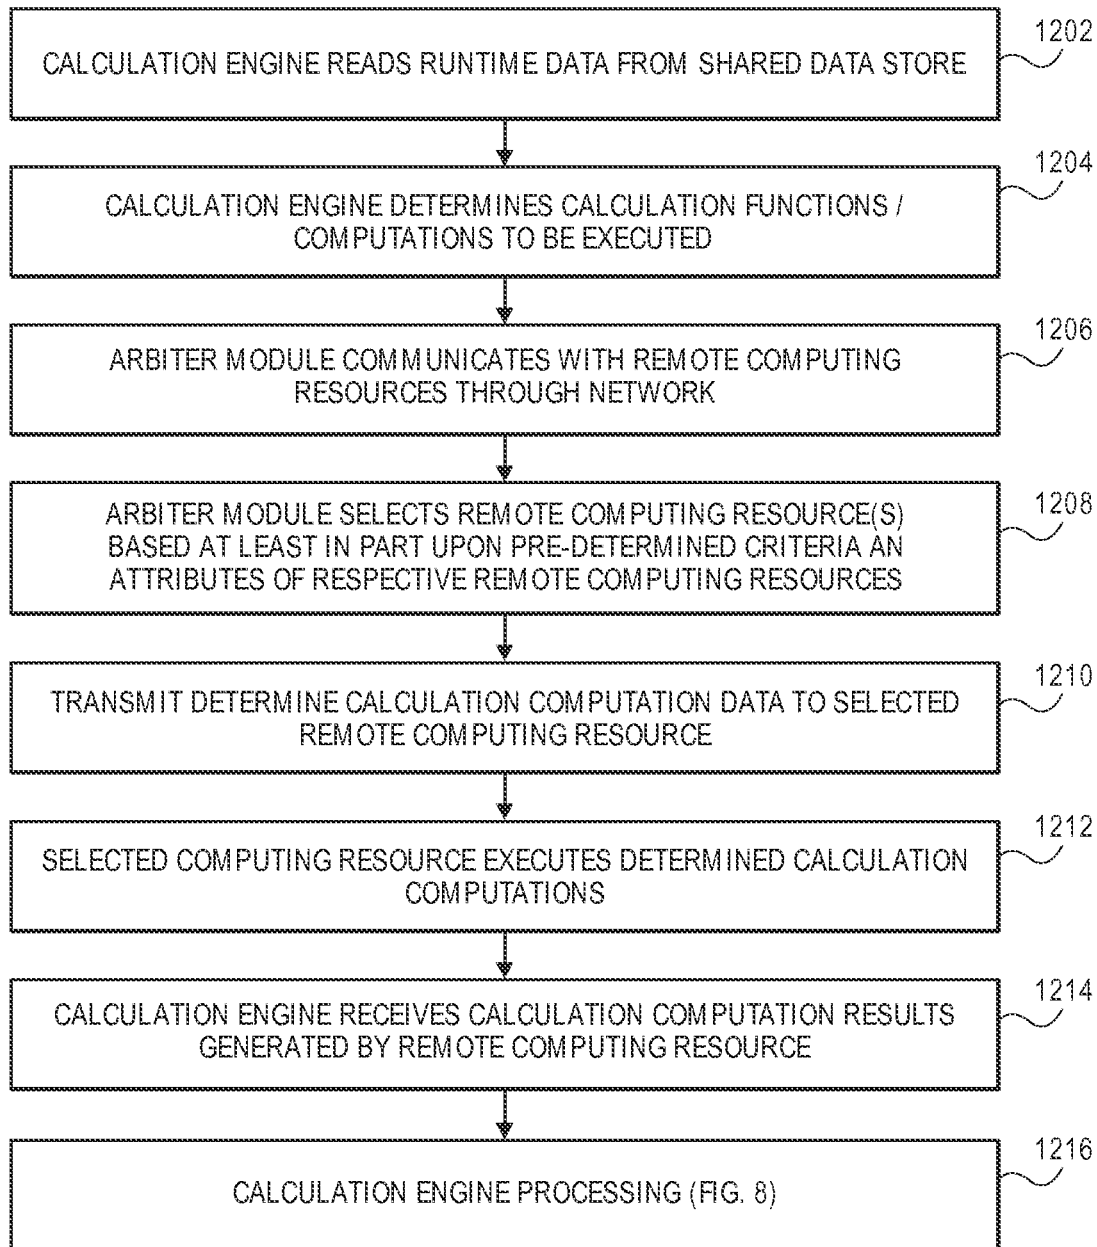 1202
CALCULATION ENGINE READS RUNTIME DATA FROM SHARED DATA STORE
1204
CALCULATION ENGINE DETERMINES CALCULATION FUNCTIONS /
COMPUTATIONS TO BE EXECUTED
1206
ARBITER MODULE COMMUNICATES WITH REMOTE COMPUTING
RESOURCES THROUGH NETWORK
1208
ARBITER MODULE SELECTS REMOTE COMPUTING RESOURCE(S)
BASED AT LEAST IN PART UPON PRE-DETERMINED CRITERIA AN
ATTRIBUTES OF RESPECTIVE REMOTE COMPUTING RESOURCES
1210
TRANSMIT DETERMINE CALCULATION COMPUTATION DATA TO SELECTED
REMOTE COMPUTING RESOURCE
1212
SELECTED COMPUTING RESOURCE EXECUTES DETERMINED CALCULATION
COMPUTATIONS
1214
CALCULATION ENGINE RECEIVES CALCULATION COMPUTATION RESULTS
GENERATED BY REMOTE COMPUTING RESOURCE
1216
CALCULATION ENGINE PROCESSING (FIG. 8)